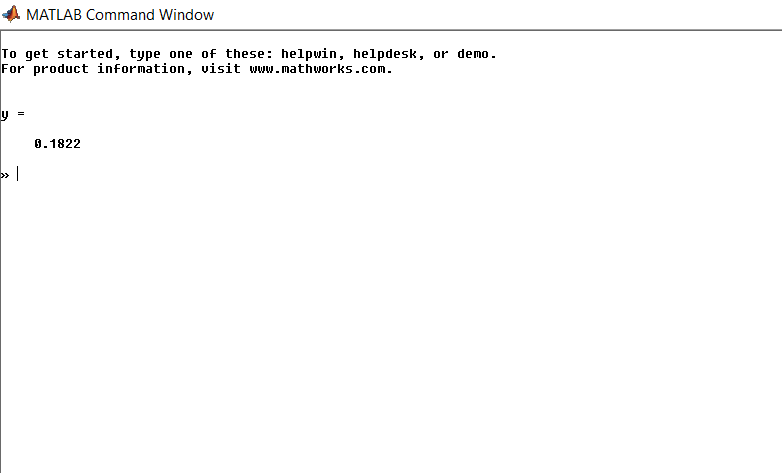 MATLAB Command Window
To get started, type one of these: helpwin, helpdesk, or demo.
For product information, visit www.mathworks.com.
y =
0.1822
»